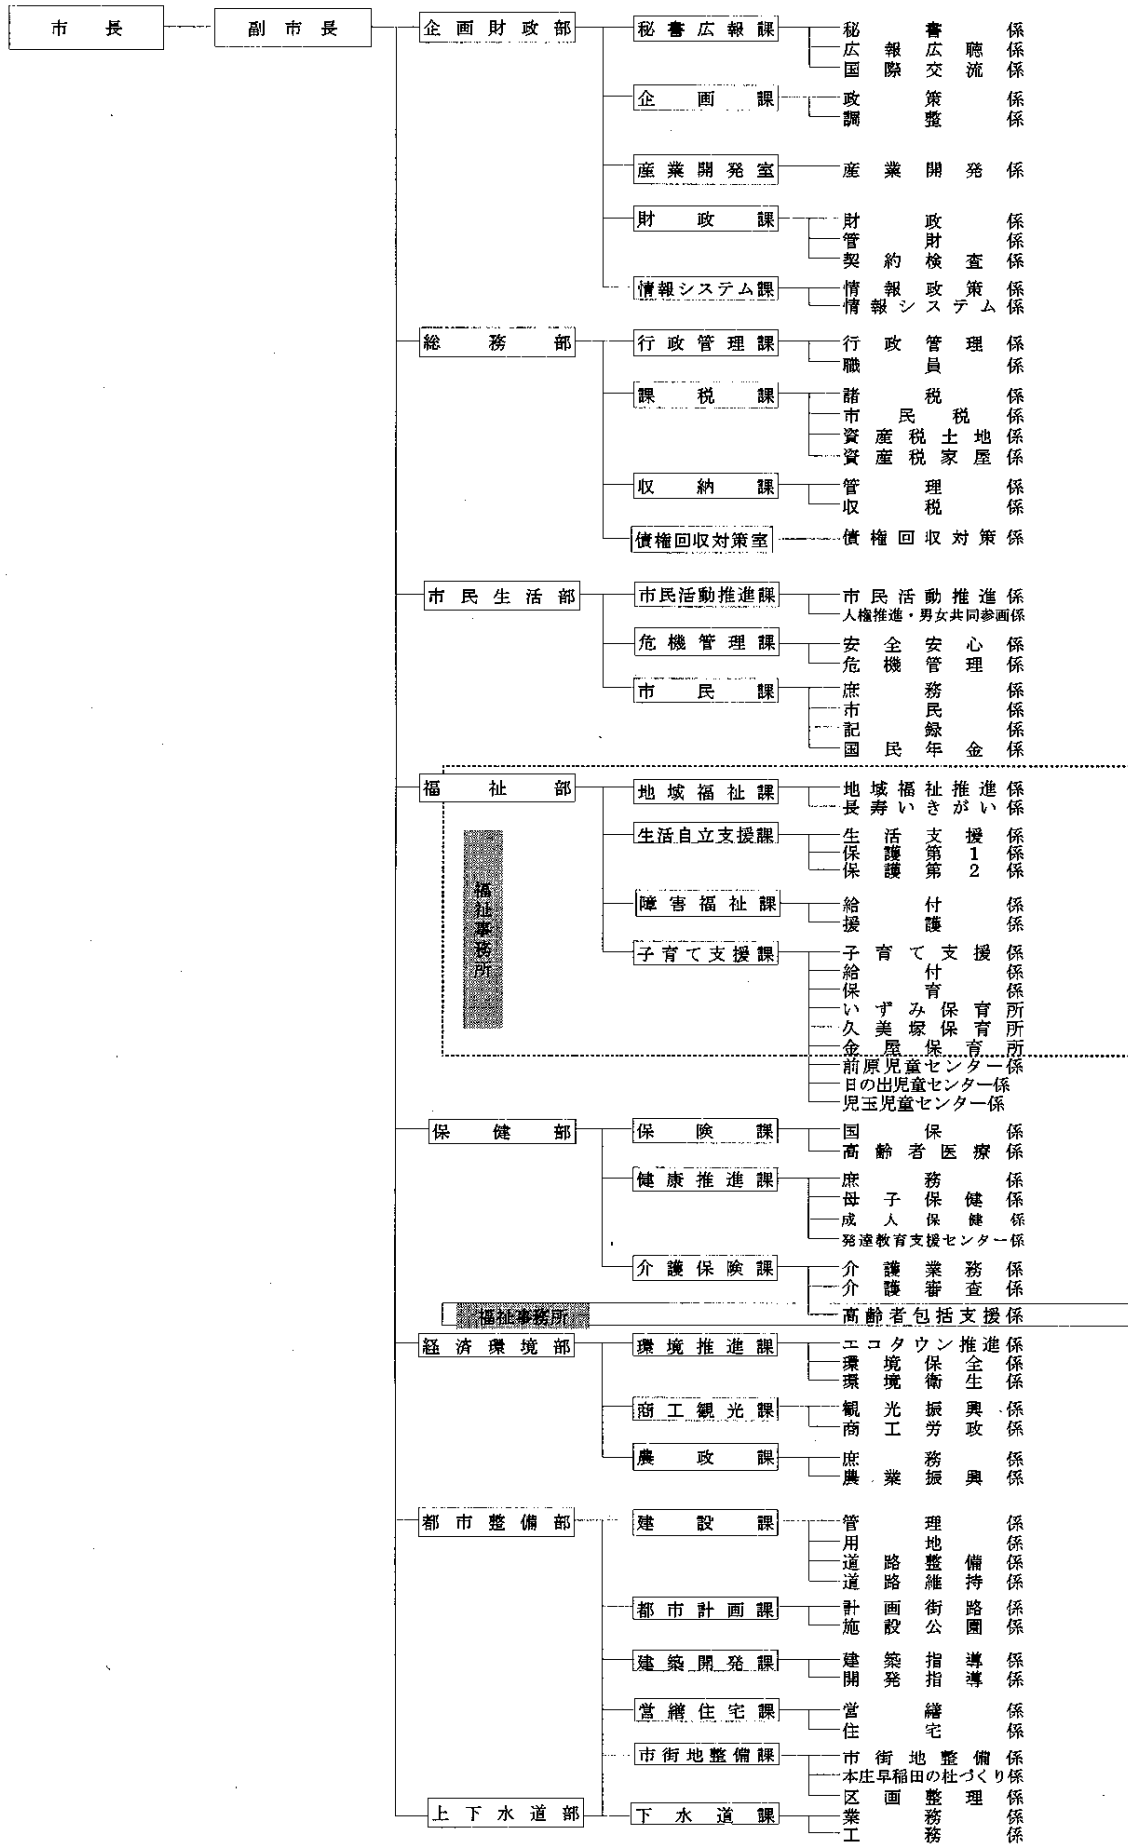 市長 副市長 企画財政部 秘書広報課 秘書係
広報広聴係
国際交流係
企画課 政策係
調整係
産業開発室 産業開発係
財政課 財政係
管財係
契約検査係
情報システム課 情報政策係
情報システム係
総務部 行政管理課 行政管理係
職員係
課税課 諸税係
市民税係
資産税土地係
資産税家屋係
収納課 管理係
収税係
債権回収対策室 債権回収対策係
市民生活部 市民活動推進課 市民活動推進係
人権推進・男女共同参画係
危機管理課 安全安心係
危機管理係
市民課 庶務係
市民係
記録係
国民年金係
福祉部 地域福祉課 地域福祉推進係
長寿いきがい係
生活自立支援課 生活支援係
保護第1係
保護第2係
福祉事務所
障害福祉課 給付係
援護係
子育て支援課 子育て支援係
給付係
保育係
いずみ保育所
久美塚保育所
金屋保育所
前原児童センター係
日の出児童センター係
児玉児童センター係
保健部 保険課 国保係
高齢者医療係
健康推進課 庶務係
母子保健係
成人保健係
発達教育支援センター係
介護保険課 介護業務係
介護審査係
福祉事務所 高齢者包括支援係
経済環境部 環境推進課 エコタウン推進係
環境保全係
環境衛生係
商工観光課 観光振興係
商工労政係
農政課 庶務係
農業振興係
都市整備部 建設課 管理係
用地係
道路整備係
道路維持係
都市計画課 計画街路係
施設公園係
建築開発課 建築指導係
開発指導係
営繕住宅課 営繕係
住宅係
市街地整備課 市街地整備係
本庄早稲田の杜づくり係
区画整理係
上下水道部 下水道課 業務係
工務係